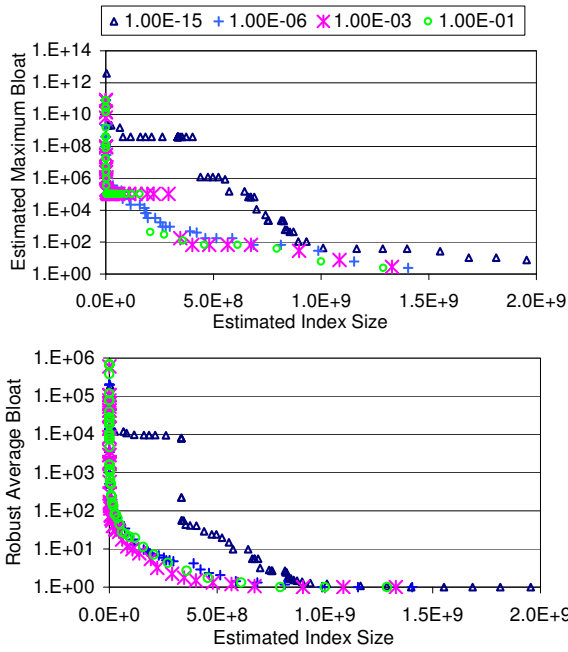 1.00E-15 1.00E-06 1.00E-03 1.00E-01
Estimated Maximum Bloat
1.E+14
1.E+12
1.E+10
1.E+08
1.E+06
1.E+04
1.E+02
1.E+00
0.0E+0 5.0E+8 1.0E+9 1.5E+9 2.0E+9
Estimated Index Size
Robust Average Bloat
1.E+06
1.E+05
1.E+04
1.E+03
1.E+02
1.E+01
1.E+00
0.0E+0 5.0E+8 1.0E+9 1.5E+9 2.0E+9
Estimated Index Size